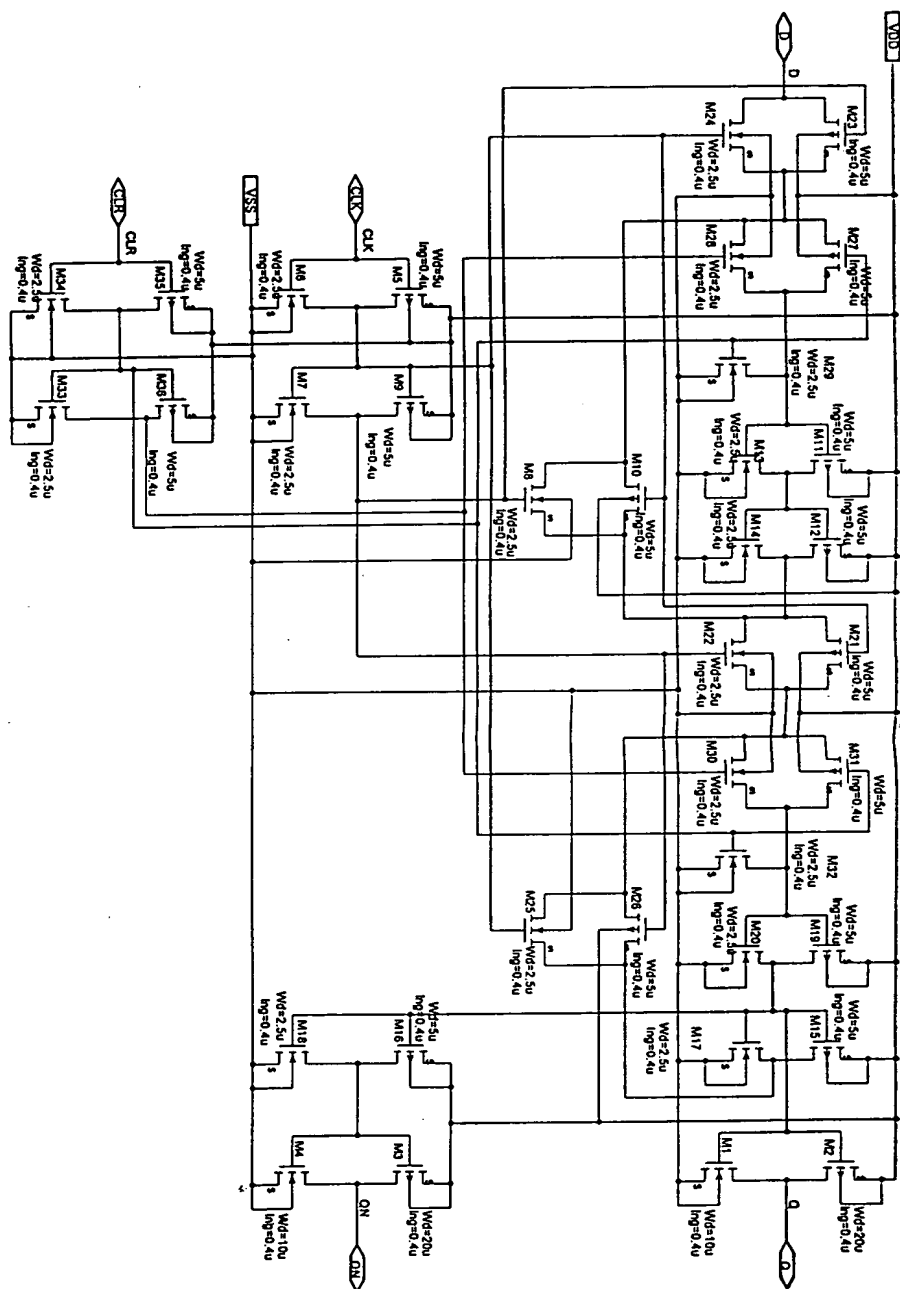 VDD
D
D
M23
Wd=5u
lng=0.4u
M24
Wd=2.5u
lng=0.4u
M27
Wd=5u
lng=0.4u
M28
Wd=2.5u
lng=0.4u
M29
Wd=2.5u
lng=0.4u
Wd=5u
lng=0.4u
M11
Wd=2.5u
lng=0.4u
M13
Wd=5u
lng=0.4u
M12
Wd=2.5u
lng=0.4u
M14
M21
Wd=5u
lng=0.4u
M22
Wd=2.5u
lng=0.4u
M31
Wd=5u
lng=0.4u
M30
Wd=2.5u
lng=0.4u
M32
Wd=2.5u
lng=0.4u
Wd=5u
lng=0.4u
M19
Wd=2.5u
lng=0.4u
M20
Wd=5u
lng=0.4u
M15
M17
Wd=2.5u
lng=0.4u
M2
Wd=20u
lng=0.4u
M1
Wd=10u
lng=0.4u
Q
Q
M10
Wd=5u
lng=0.4u
M8
Wd=2.5u
lng=0.4u
M26
Wd=5u
lng=0.4u
M25
Wd=2.5u
lng=0.4u
CLK
CLK
Wd=5u
lng=0.4u
M5
Wd=2.5u
lng=0.4u
M6
M9
Wd=5u
lng=0.4u
M7
Wd=2.5u
lng=0.4u
Wd=5u
lng=0.4u
M16
Wd=2.5u
lng=0.4u
M18
M3
Wd=20u
lng=0.4u
M4
Wd=10u
lng=0.4u
QN
QN
VSS
CLR
CLR
Wd=5u
lng=0.4u
M35
Wd=2.5u
lng=0.4u
M34
M36
Wd=5u
lng=0.4u
M33
Wd=2.5u
lng=0.4u